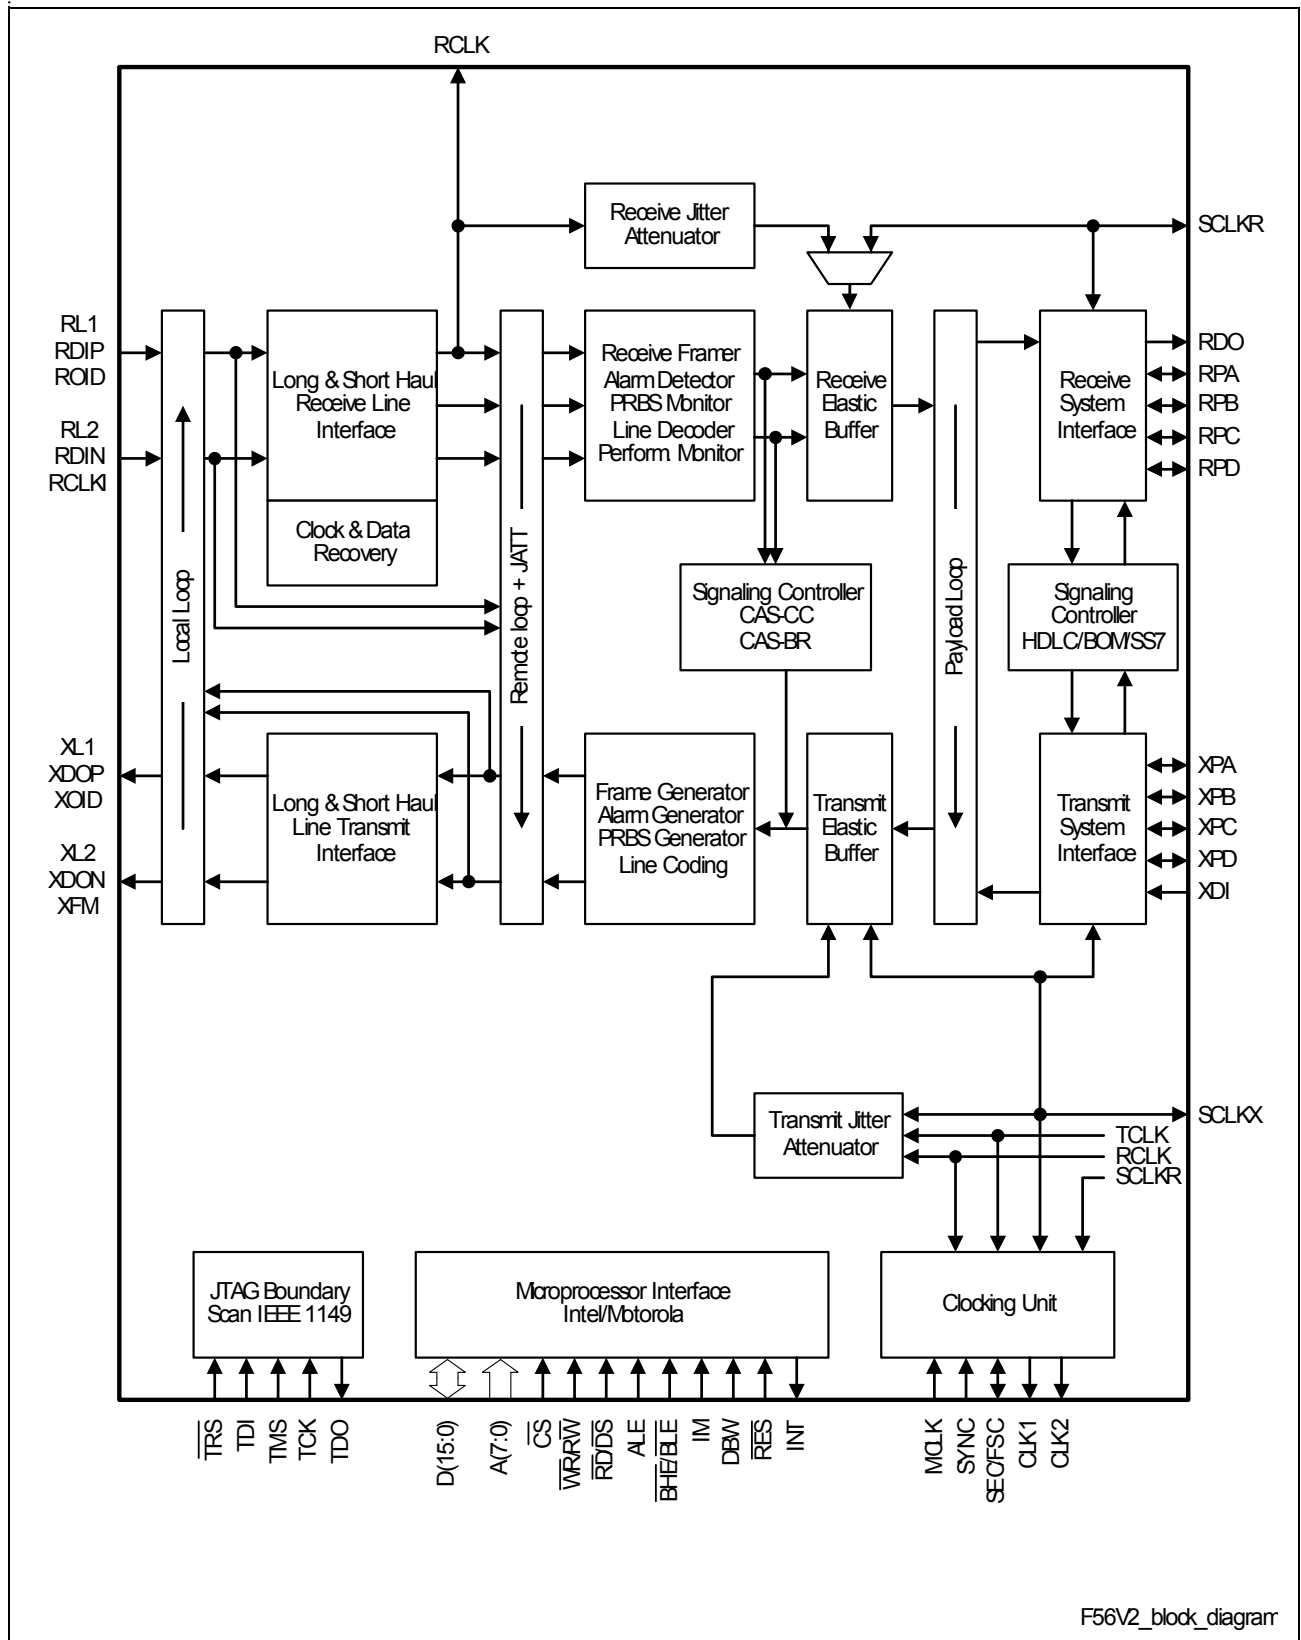 RCLK
Receive Jitter
Attenuator
SCLKR
RL1
RDIP
ROID
RL2
RDIN
RCLKI
Local Loop
Long & Short Haul
Receive Line
Interface
Clock & Data
Recovery
Remote loop + JATT
Receive Framer
Alarm Detector
PRBS Monitor
Line Decoder
Perform. Monitor
Receive
Elastic
Buffer
Payload Loop
Receive
System
Interface
RDO
RPA
RPB
RPC
RPD
Signaling Controller
CAS-CC
CAS-BR
Signaling
Controller
HDLC/BOM/SS7
XL1
XDOP
XOID
XL2
XDON
XFM
Long & Short Haul
Line Transmit
Interface
Frame Generator
Alarm Generator
PRBS Generator
Line Coding
Transmit
Elastic
Buffer
Transmit
System
Interface
XPA
XPB
XPC
XPD
XDI
Transmit Jitter
Attenuator
SCLKX
TCLK
RCLK
SCLKR
JTAG Boundary
Scan IEEE 1149
Microprocessor Interface
Intel/Motorola
Clocking Unit
TRS
TDI
TMS
TCK
TDO
D(15:0)
A(7:0)
CS
WR/RW
RD/DS
ALE
BHE/BLE
IM
DBW
RES
INT
MCLK
SYNC
SEC/FSC
CLK1
CLK2
F56V2_block_diagram